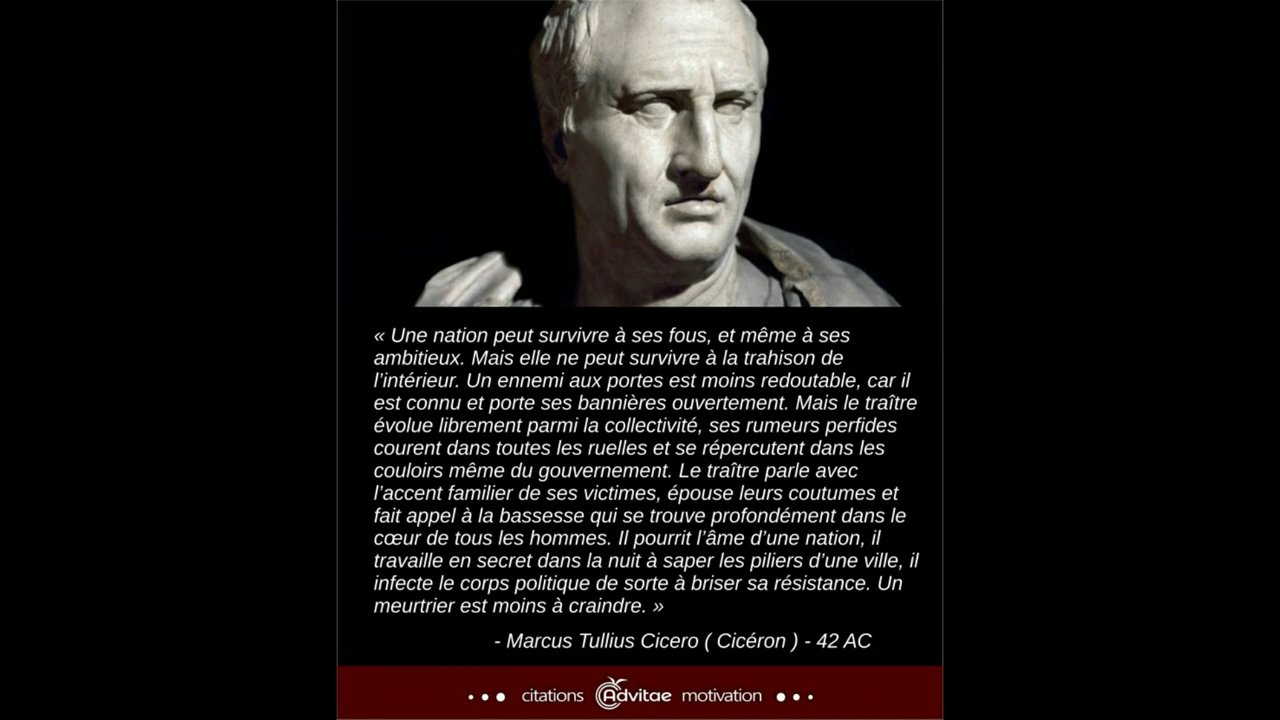 « Une nation peut survivre à ses fous, et même à ses
ambitieux. Mais elle ne peut survivre à la trahison de
l’intérieur. Un ennemi aux portes est moins redoutable, car il
est connu et porte ses bannières ouvertement. Mais le traître
évolue librement parmi la collectivité, ses rumeurs perfides
courent dans toutes les ruelles et se répercutent dans les
couloirs même du gouvernement. Le traître parle avec
l’accent familier de ses victimes, épouse leurs coutumes et
fait appel à la bassesse qui se trouve profondément dans le
cœur de tous les hommes. Il pourrit l’âme d’une nation, il
travaille en secret dans la nuit à saper les piliers d’une ville, il
infecte le corps politique de sorte à briser sa résistance. Un
meurtrier est moins à craindre. »
- Marcus Tullius Cicero ( Cicéron ) - 42 AC
citations Advitae motivation